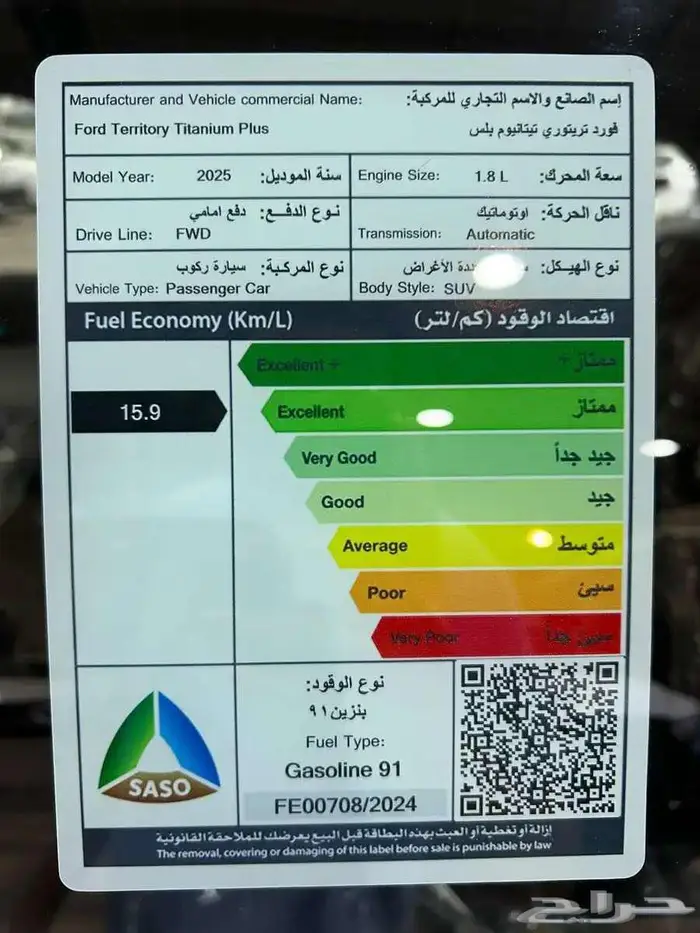 Manufacturer and Vehicle commercial Name: إسم الصانع والاسم التجاري للمركبة:
Ford Territory Titanium Plus فورد تريتوري تيتانيوم بلس
Model Year: 2025 سنة الموديل:
Engine Size: 1.8 L سعة المحرك:
نوع الدفـــع: دفع امامي
Drive Line: FWD
ناقل الحركة: اوتوماتيك
Transmission: Automatic
نوع المركبة: سيارة ركوب
Vehicle Type: Passenger Car
نوع الهيكل: الأغراض
Body Style: SUV
Fuel Economy (Km/L) اقتصاد الوقود (كم/لتر)
15.9
Excellent + ممتاز+
Excellent ممتاز
Very Good جيد جداً
Good جيد
Average متوسط
Poor سيئ
Very Poor سيئ جداً
SASO
نوع الوقود:
بنزين ٩١
Fuel Type:
Gasoline 91
FE00708/2024
إزالة أو تغطية أو العبث بهذه البطاقة قبل البيع يعرضك للملاحقة القانونية
The removal, covering or damaging of this label before sale is punishable by law
حراج